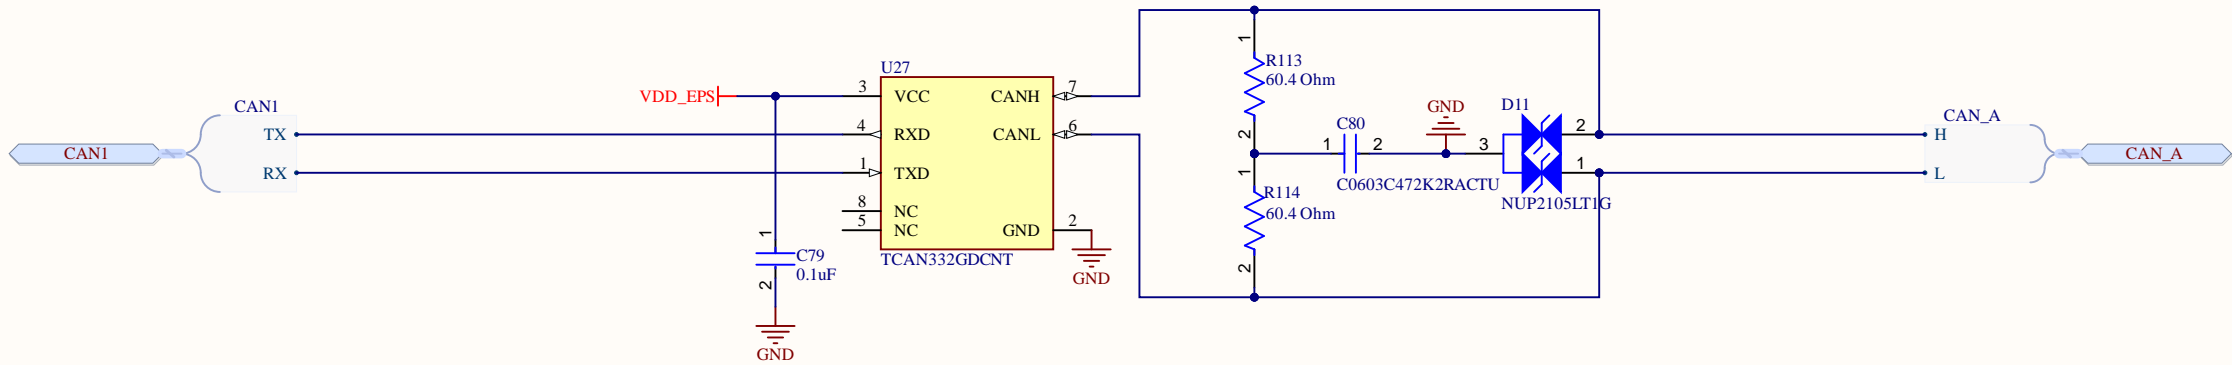 CAN1
CAN1
TX
RX
VDD_EPS
C79
0.1uF
1
2
GND
U27
3
VCC
4
RXD
1
TXD
8
NC
5
NC
CANH
7
CANL
6
GND
2
TCAN332GDCNT
GND
1
R113
60.4 Ohm
2
1
R114
60.4 Ohm
2
C80
1
2
C0603C472K2RACTU
GND
D11
3
2
1
NUP2105LT1G
CAN_A
H
L
CAN_A